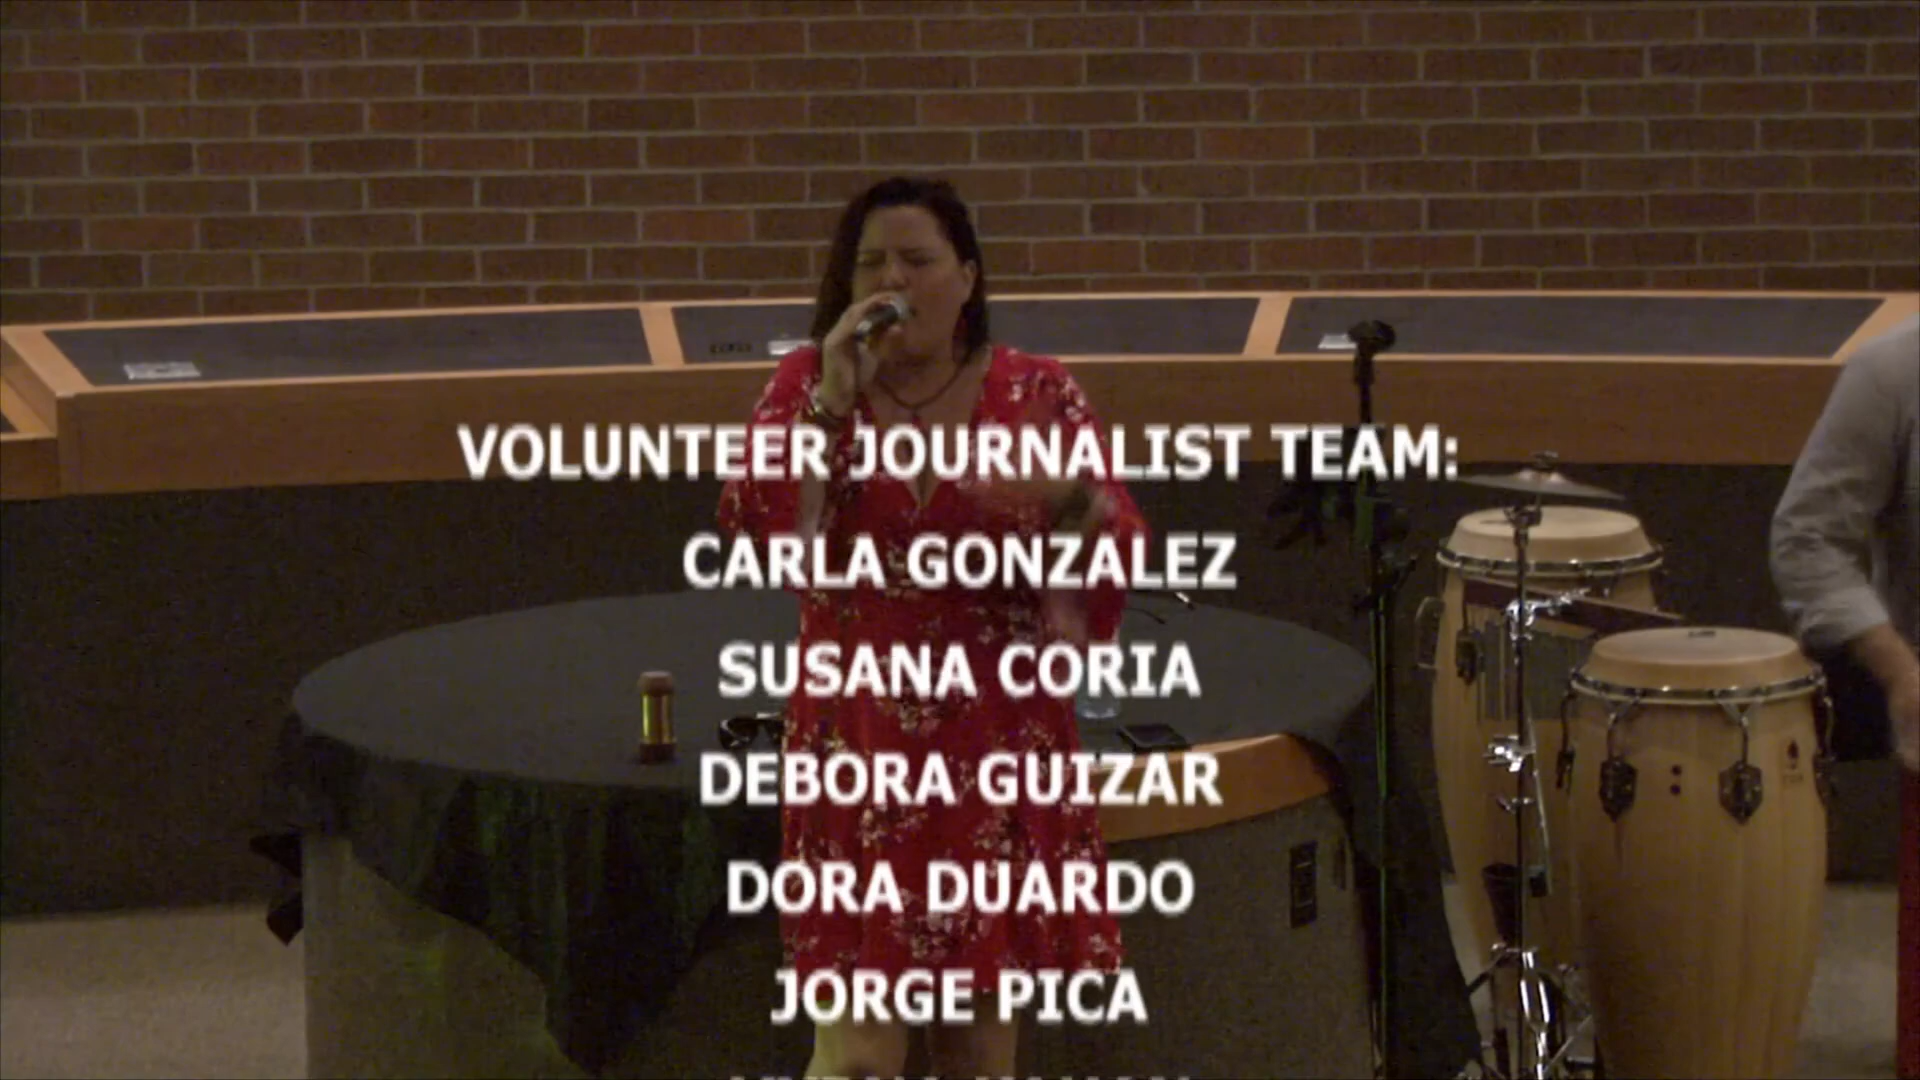 VOLUNTEER JOURNALIST TEAM:
CARLA GONZALEZ
SUSANA CORIA
DEBORA GUIZAR
DORA DUARDO
JORGE PICA